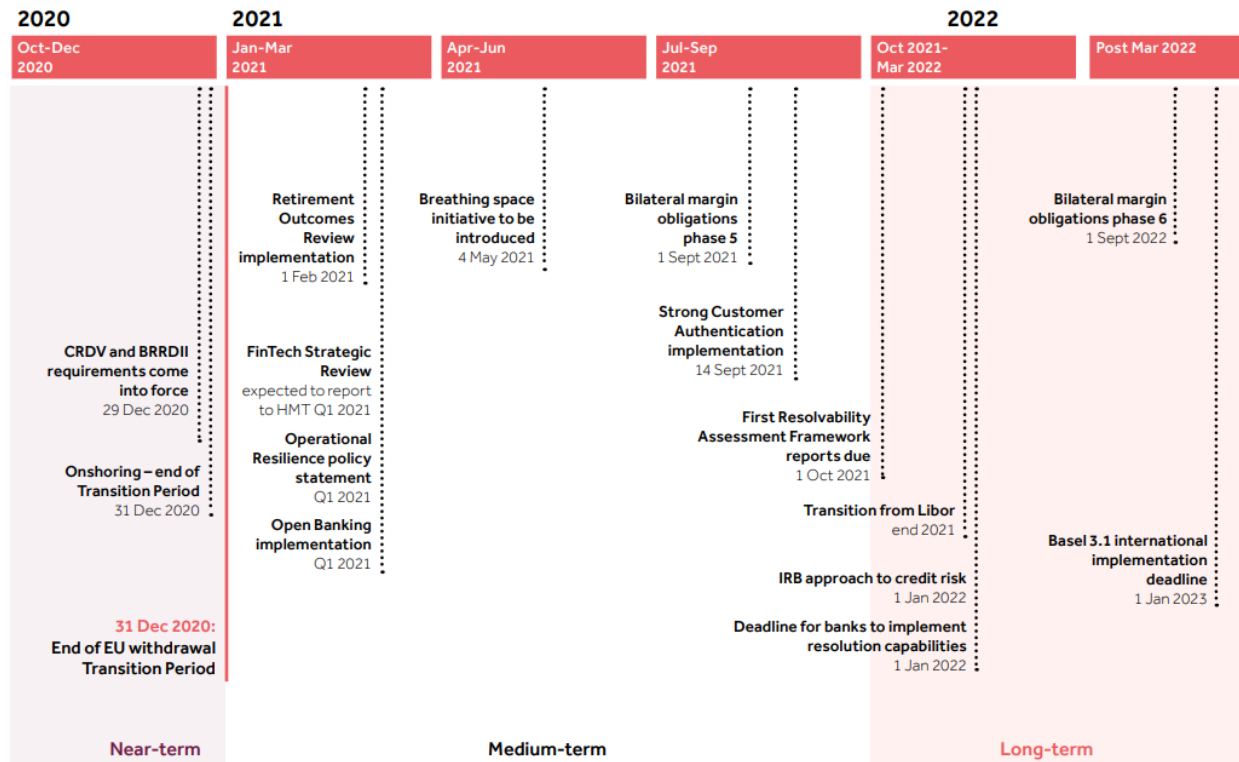 2020
2021
2022
Oct-Dec
2020
Jan-Mar
2021
Apr-Jun
2021
Jul-Sep
2021
Oct 2021-
Mar 2022
Post Mar 2022
CRDV and BRRDII
requirements come
into force
29 Dec 2020
Onshoring – end of
Transition Period
31 Dec 2020
31 Dec 2020:
End of EU withdrawal
Transition Period
Retirement
Outcomes
Review
implementation
1 Feb 2021
FinTech Strategic
Review
expected to report
to HMT Q1 2021
Operational
Resilience policy
statement
Q1 2021
Open Banking
implementation
Q1 2021
Breathing space
initiative to be
introduced
4 May 2021
Bilateral margin
obligations
phase 5
1 Sept 2021
Strong Customer
Authentication
implementation
14 Sept 2021
First Resolvability
Assessment Framework
reports due
1 Oct 2021
Transition from Libor
end 2021
IRB approach to credit risk
1 Jan 2022
Deadline for banks to implement
resolution capabilities
1 Jan 2022
Bilateral margin
obligations phase 6
1 Sept 2022
Basel 3.1 international
implementation
deadline
1 Jan 2023
Near-term
Medium-term
Long-term